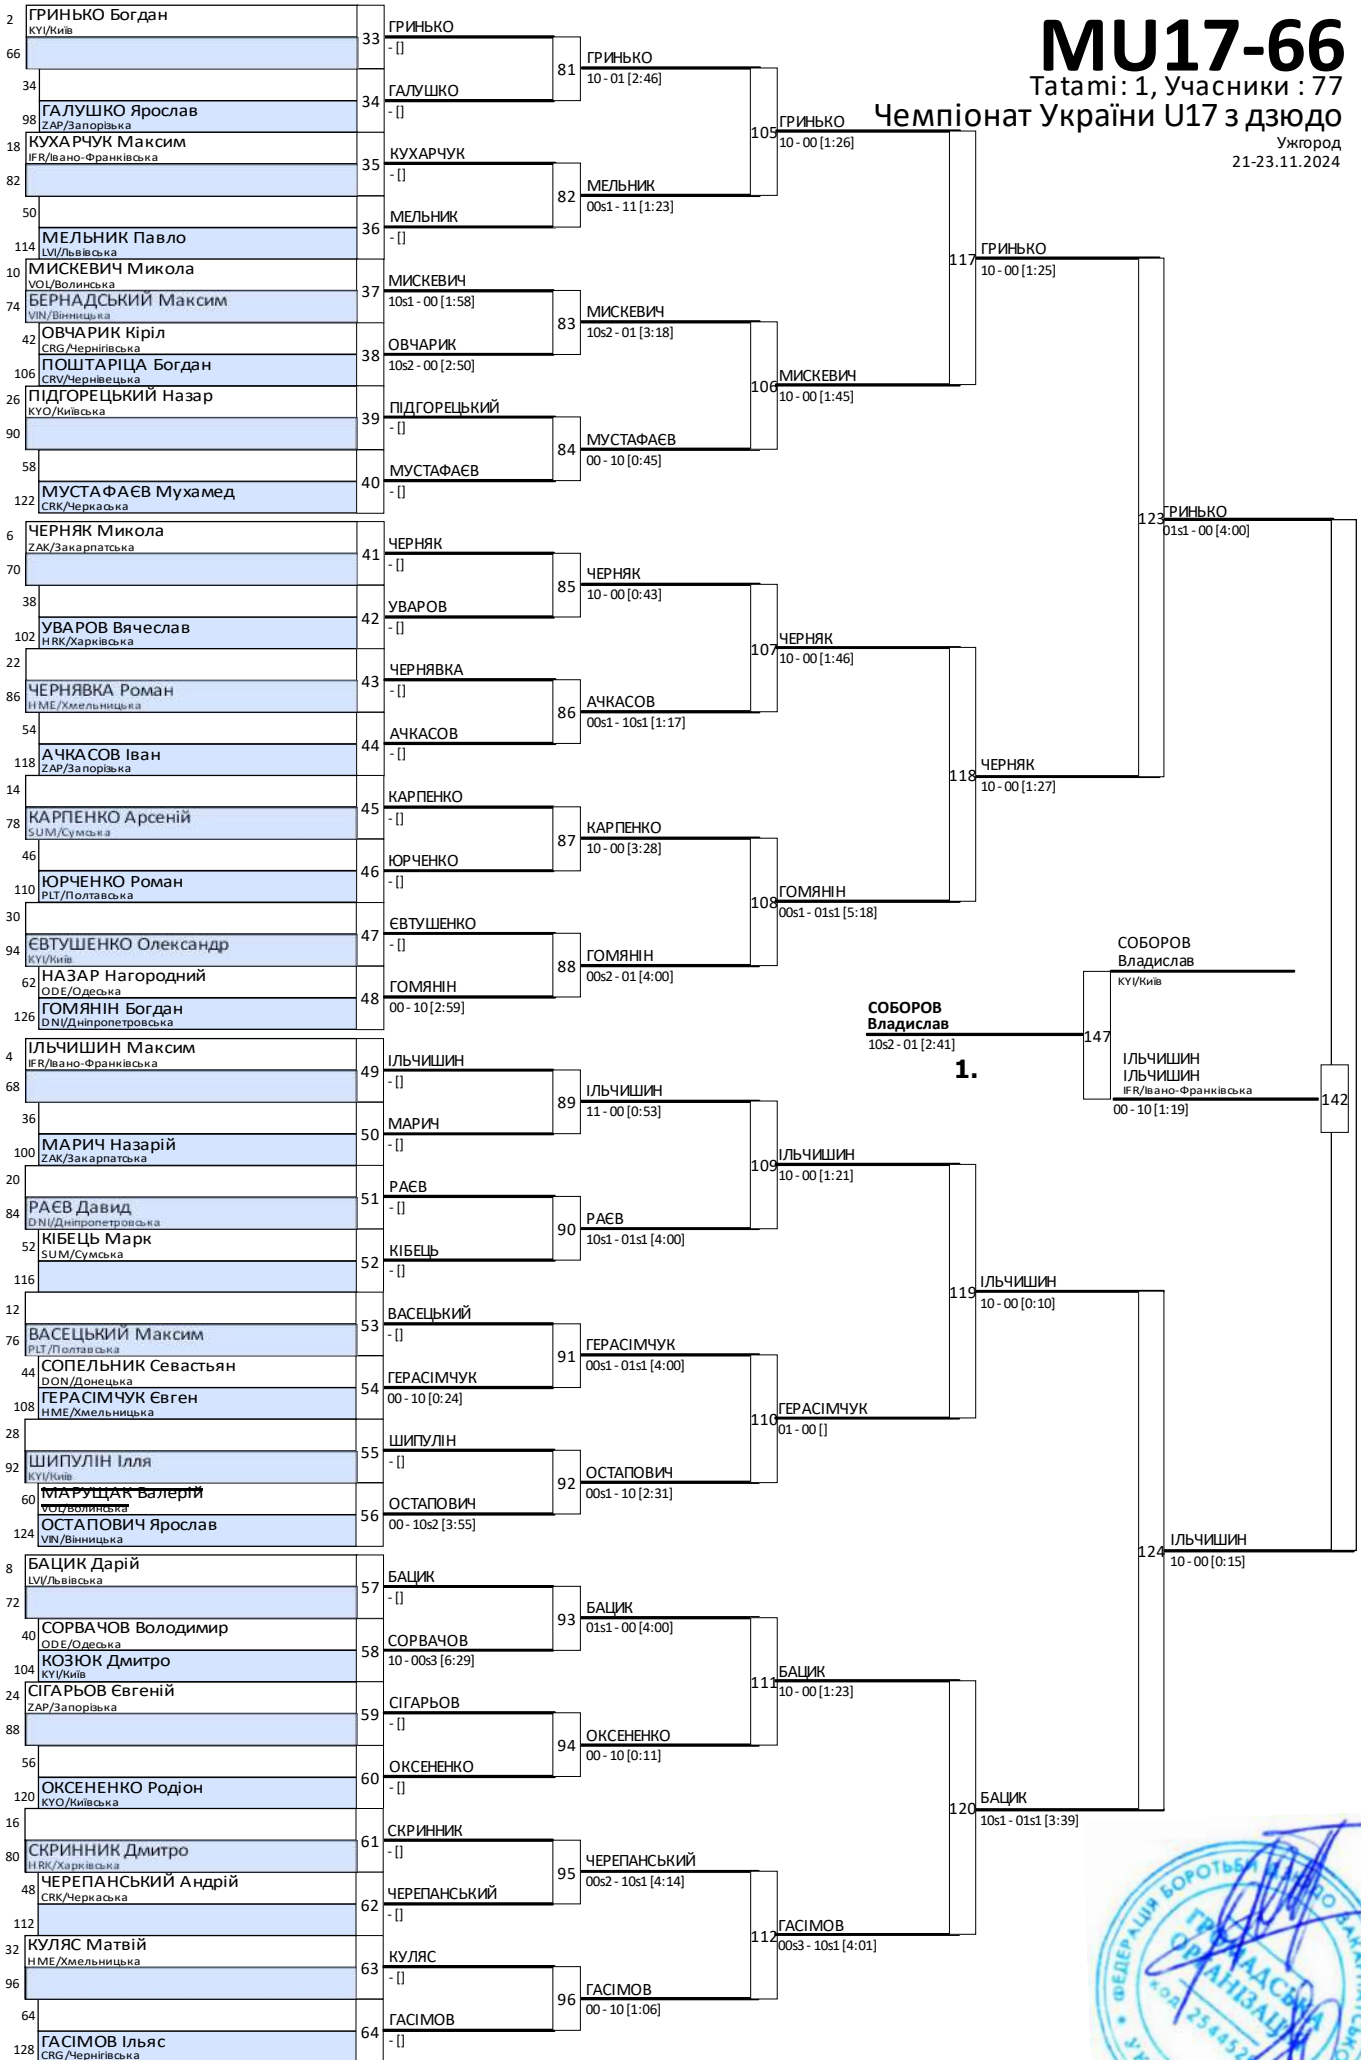 MU17-66
Tatami: 1, Учасники : 77
Чемпіонат України U17 з дзюдо
Ужгород
21-23.11.2024
2 ГРИНЬКО Богдан
KYI/Київ
66
33
34
98 ГАЛУШКО Ярослав
ZAP/Запорізька
34
18 КУХАРЧУК Максим
IFR/Івано-Франківська
82
35
50
114 МЕЛЬНИК Павло
LVI/Львівська
36
10 МИСКЕВИЧ Микола
VOL/Волинська
74 БЕРНАДСЬКИЙ Максим
VIN/Вінницька
37
42 ОВЧАРИК Кіріл
CRG/Чернігівська
106 ПОШТАРІЦА Богдан
CRV/Чернівецька
38
26 ПІДГОРЕЦЬКИЙ Назар
KYO/Київська
90
39
58
122 МУСТАФАЄВ Мухамед
CRK/Черкаська
40
6 ЧЕРНЯК Микола
ZAK/Закарпатська
70
41
38
102 УВАРОВ Вячеслав
HRK/Харківська
42
22
86 ЧЕРНЯВКА Роман
HME/Хмельницька
43
54
118 АЧКАСОВ Іван
ZAP/Запорізька
44
14
78 КАРПЕНКО Арсеній
SUM/Сумська
45
46
110 ЮРЧЕНКО Роман
PLT/Полтавська
46
30
94 ЄВТУШЕНКО Олександр
KYI/Київ
47
62 НАЗАР Нагородний
ODE/Одеська
126 ГОМЯНІН Богдан
DNI/Дніпропетровська
48
4 ІЛЬЧИШИН Максим
IFR/Івано-Франківська
68
49
36
100 МАРИЧ Назарій
ZAK/Закарпатська
50
20
84 РАЄВ Давид
DNI/Дніпропетровська
51
52 КІБЕЦЬ Марк
SUM/Сумська
116
52
12
76 ВАСЕЦЬКИЙ Максим
PLT/Полтавська
53
44 СОПЕЛЬНИК Севастьян
DON/Донецька
108 ГЕРАСІМЧУК Євген
HME/Хмельницька
54
28
92 ШИПУЛІН Ілля
KYI/Київ
55
60 МАРУЩАК Валерій
VOL/Волинська
124 ОСТАПОВИЧ Ярослав
VIN/Вінницька
56
8 БАЦИК Дарій
LVI/Львівська
72
57
40 СОРВАЧОВ Володимир
ODE/Одеська
104 КОЗЮК Дмитро
KYI/Київ
58
24 СІГАРЬОВ Євгеній
ZAP/Запорізька
88
59
56
120 ОКСЕНЕНКО Родіон
KYO/Київська
60
16
80 СКРИННИК Дмитро
HRK/Харківська
61
48 ЧЕРЕПАНСЬКИЙ Андрій
CRK/Черкаська
112
62
32 КУЛЯС Матвій
HME/Хмельницька
96
63
64
128 ГАСІМОВ Ільяс
CRG/Чернігівська
64
ГРИНЬКО
- []
81
ГАЛУШКО
- []
КУХАРЧУК
- []
82
МЕЛЬНИК
- []
МИСКЕВИЧ
10s1 - 00 [1:58]
83
ОВЧАРИК
10s2 - 00 [2:50]
ПІДГОРЕЦЬКИЙ
- []
84
МУСТАФАЄВ
- []
ЧЕРНЯК
- []
85
УВАРОВ
- []
ЧЕРНЯВКА
- []
86
АЧКАСОВ
- []
КАРПЕНКО
- []
87
ЮРЧЕНКО
- []
ЄВТУШЕНКО
- []
88
ГОМЯНІН
00 - 10 [2:59]
ІЛЬЧИШИН
- []
89
МАРИЧ
- []
РАЄВ
- []
90
КІБЕЦЬ
- []
ВАСЕЦЬКИЙ
- []
91
ГЕРАСІМЧУК
00 - 10 [0:24]
ШИПУЛІН
- []
92
ОСТАПОВИЧ
00 - 10s2 [3:55]
БАЦИК
- []
93
СОРВАЧОВ
10 - 00s3 [6:29]
СІГАРЬОВ
- []
94
ОКСЕНЕНКО
- []
СКРИННИК
- []
95
ЧЕРЕПАНСЬКИЙ
- []
КУЛЯС
- []
96
ГАСІМОВ
- []
ГРИНЬКО
10 - 01 [2:46]
105
МЕЛЬНИК
00s1 - 11 [1:23]
МИСКЕВИЧ
10s2 - 01 [3:18]
106
МУСТАФАЄВ
00 - 10 [0:45]
ЧЕРНЯК
10 - 00 [0:43]
107
АЧКАСОВ
00s1 - 10s1 [1:17]
КАРПЕНКО
10 - 00 [3:28]
108
ГОМЯНІН
00s2 - 01 [4:00]
ІЛЬЧИШИН
11 - 00 [0:53]
109
РАЄВ
10s1 - 01s1 [4:00]
ГЕРАСІМЧУК
00s1 - 01s1 [4:00]
110
ОСТАПОВИЧ
00s1 - 10 [2:31]
БАЦИК
01s1 - 00 [4:00]
111
ОКСЕНЕНКО
00 - 10 [0:11]
ЧЕРЕПАНСЬКИЙ
00s2 - 10s1 [4:14]
112
ГАСІМОВ
00 - 10 [1:06]
ГРИНЬКО
10 - 00 [1:26]
117
МИСКЕВИЧ
10 - 00 [1:45]
ЧЕРНЯК
10 - 00 [1:46]
118
ГОМЯНІН
00s1 - 01s1 [5:18]
ІЛЬЧИШИН
10 - 00 [1:21]
119
ГЕРАСІМЧУК
01 - 00 []
БАЦИК
10 - 00 [1:23]
120
ГАСІМОВ
00s3 - 10s1 [4:01]
ГРИНЬКО
10 - 00 [1:25]
123
ЧЕРНЯК
10 - 00 [1:27]
ІЛЬЧИШИН
10 - 00 [0:10]
124
БАЦИК
10s1 - 01s1 [3:39]
ГРИНЬКО
01s1 - 00 [4:00]
142
ІЛЬЧИШИН
10 - 00 [0:15]
СОБОРОВ
Владислав
KYI/Київ
147
ІЛЬЧИШИН
ІЛЬЧИШИН
IFR/Івано-Франківська
00 - 10 [1:19]
СОБОРОВ
Владислав
10s2 - 01 [2:41]
1.
ФЕДЕРАЦІЯ БОРОТЬБИ ДЗЮДО
ГРОМАДСЬКА
ОРГАНІЗАЦІЯ